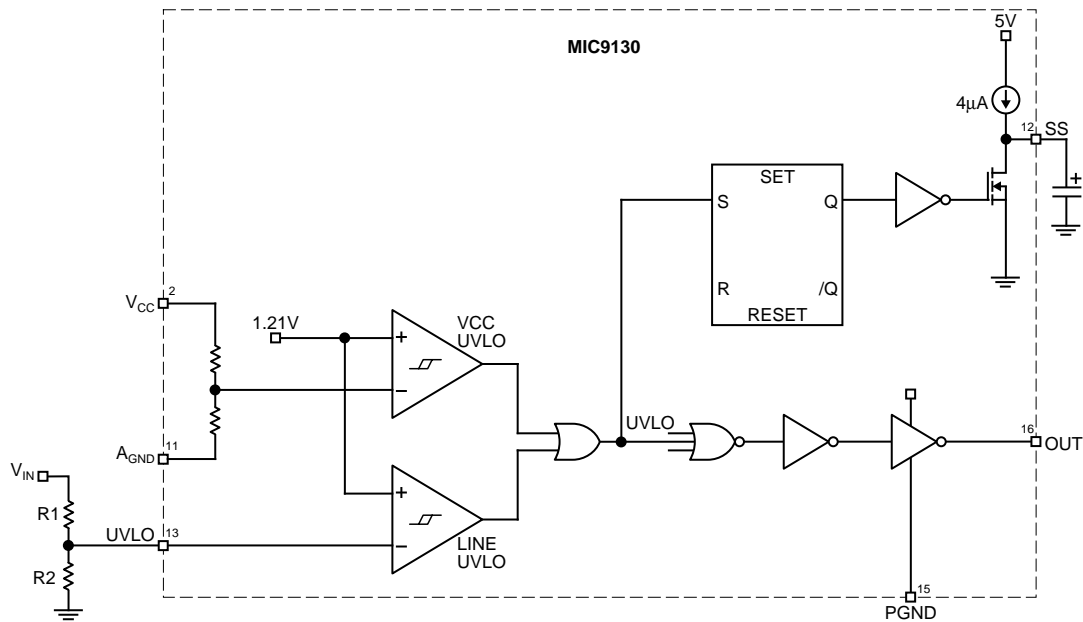 MIC9130
5V
4µA
12
SS
SET
S
Q
R
/Q
RESET
VCC
2
1.21V
+
VCC
UVLO
−
+
AGND
11
UVLO
16
OUT
VIN
R1
UVLO
13
R2
+
−
LINE
UVLO
15
PGND